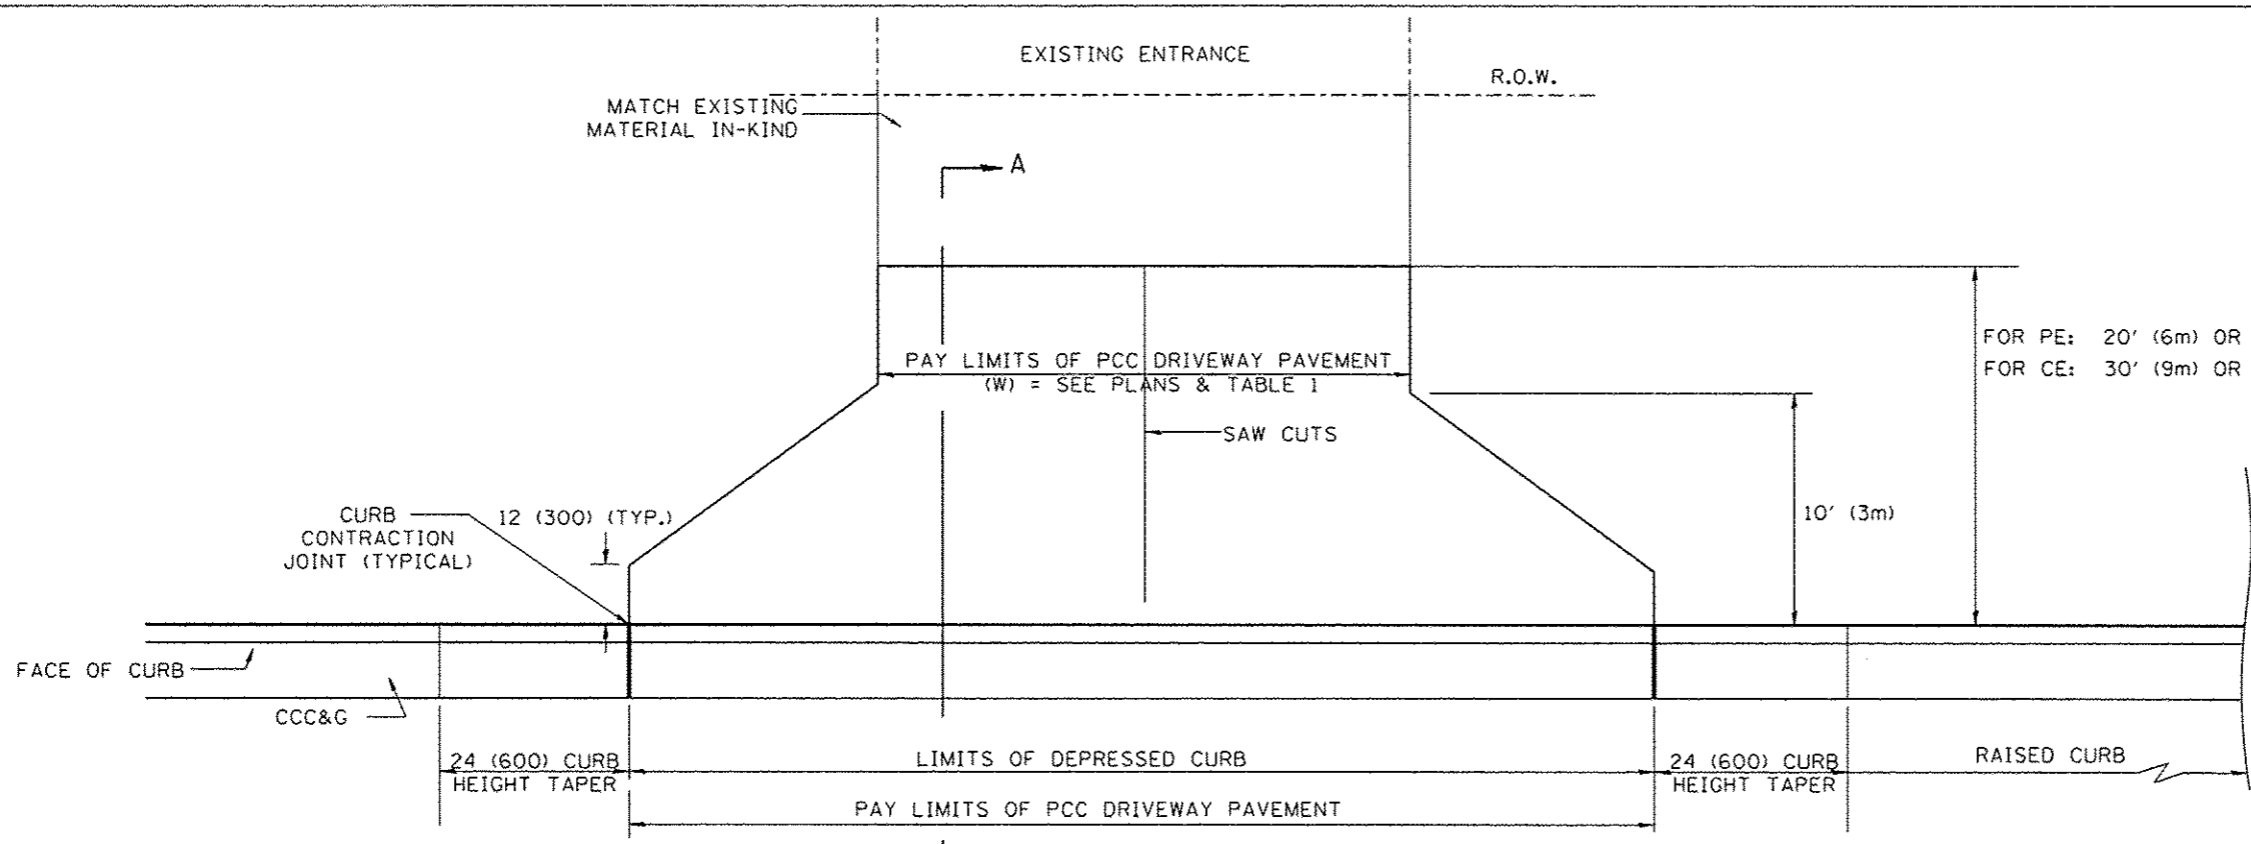 EXISTING ENTRANCE
R.O.W.
MATCH EXISTING
MATERIAL IN-KIND
A
FOR PE: 20' (6m) OR
FOR CE: 30' (9m) OR
PAY LIMITS OF PCC DRIVEWAY PAVEMENT
(W) = SEE PLANS & TABLE 1
SAW CUTS
10' (3m)
CURB
CONTRACTION
JOINT (TYPICAL)
12 (300) (TYP.)
FACE OF CURB
CCC&G
24 (600) CURB
HEIGHT TAPER
LIMITS OF DEPRESSED CURB
24 (600) CURB
HEIGHT TAPER
RAISED CURB
PAY LIMITS OF PCC DRIVEWAY PAVEMENT